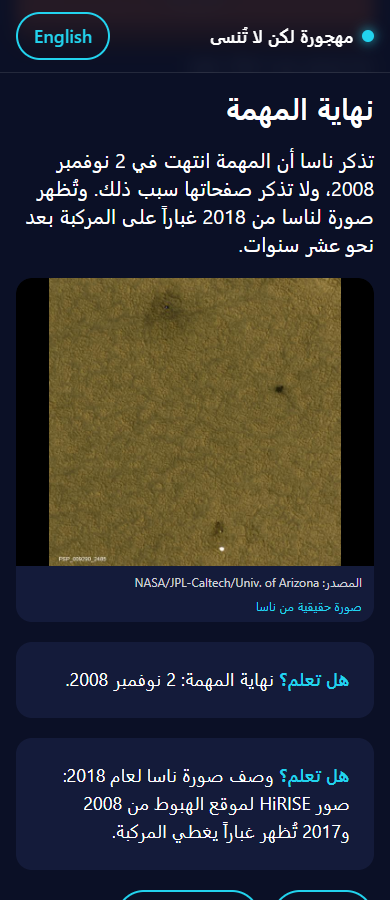 مهجورة لكن لا تُنسى
English
نهاية المهمة
تذكر ناسا أن المهمة انتهت في 2 نوفمبر
2008، ولا تذكر صفحاتها سبب ذلك. وتُظهر
صورة لناسا من 2018 غباراً على المركبة بعد
نحو عشر سنوات.
المصدر: NASA/JPL-Caltech/Univ. of Arizona
صورة حقيقية من ناسا
هل تعلم؟ نهاية المهمة: 2 نوفمبر 2008.
هل تعلم؟ وصف صورة ناسا لعام 2018:
صور HiRISE لموقع الهبوط من 2008
و2017 تُظهر غباراً يغطي المركبة.